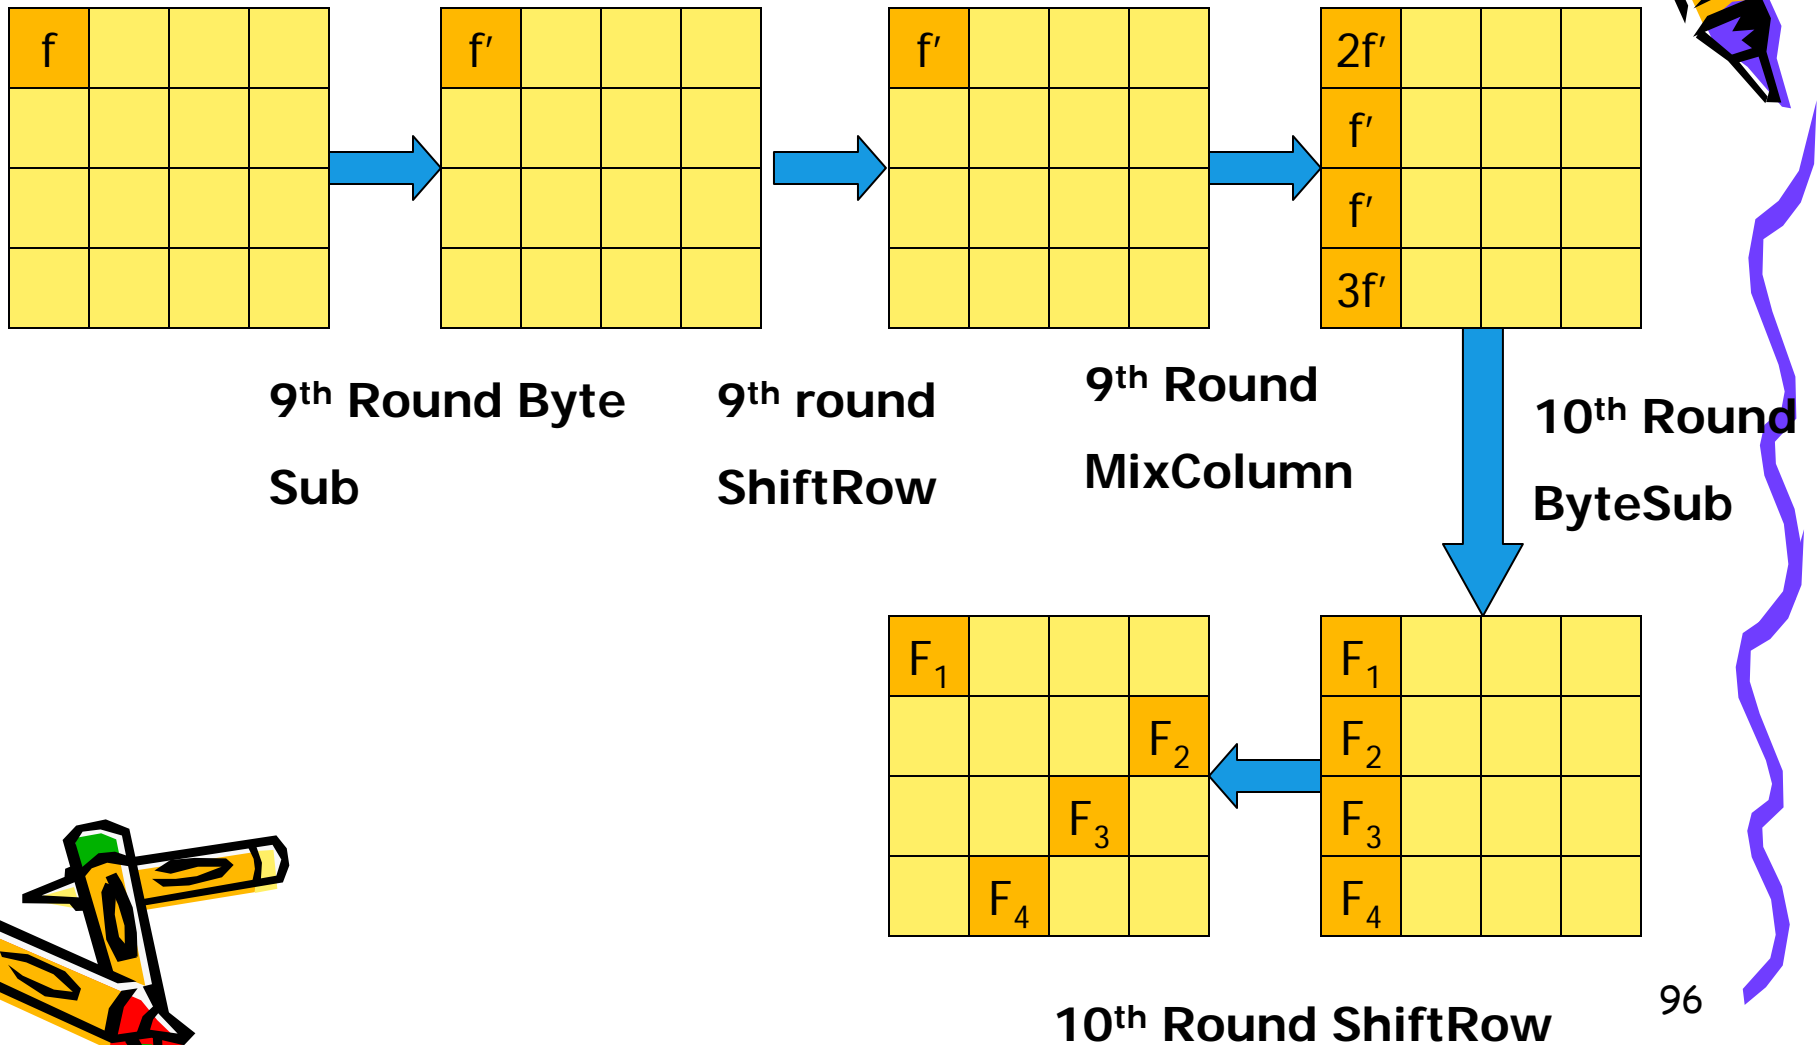 f f′ f′ 2f′
f′
f′
3f′
9th Round Byte
Sub
9th round
ShiftRow
9th Round
MixColumn
10th Round
ByteSub
F1 F1
F2 F2
F3 F3
F4 F4
10th Round ShiftRow
96